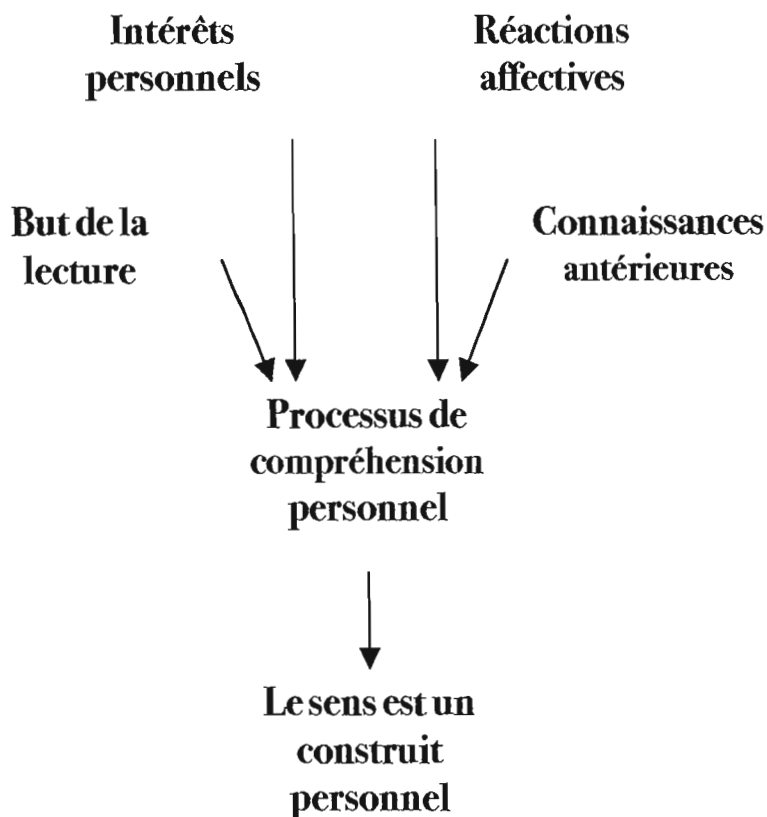 Intérêts
personnels
Réactions
affectives
But de la
lecture
Connaissances
antérieures
Processus de
compréhension
personnel
Le sens est un
construit
personnel